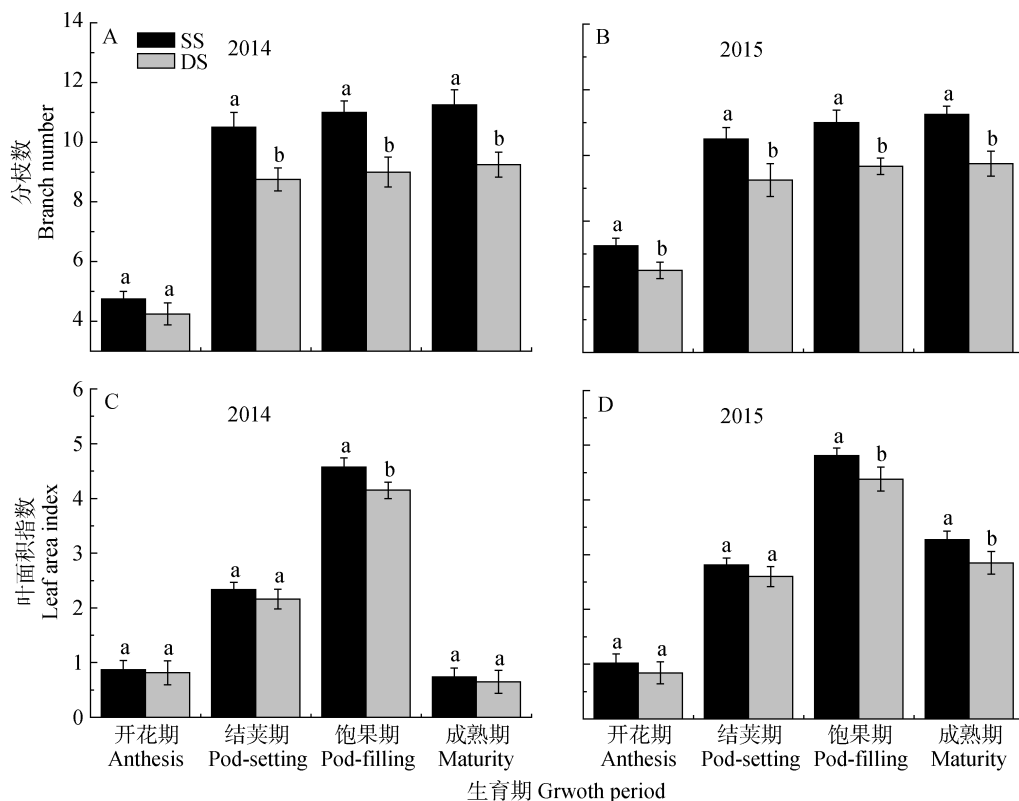 A
SS
DS
2014
14
12
10
8
6
4
分枝数
Branch number
a
a
a
b
a
b
a
b
B
2015
a
b
a
b
a
b
a
b
C
2014
6
5
4
3
2
1
0
叶面积指数
Leaf area index
a
a
a
a
a
b
a
a
D
2015
a
a
a
a
a
b
a
b
开花期
Anthesis
结荚期
Pod-setting
饱果期
Pod-filling
成熟期
Maturity
开花期
Anthesis
结荚期
Pod-setting
饱果期
Pod-filling
成熟期
Maturity
生育期 Grwoth period